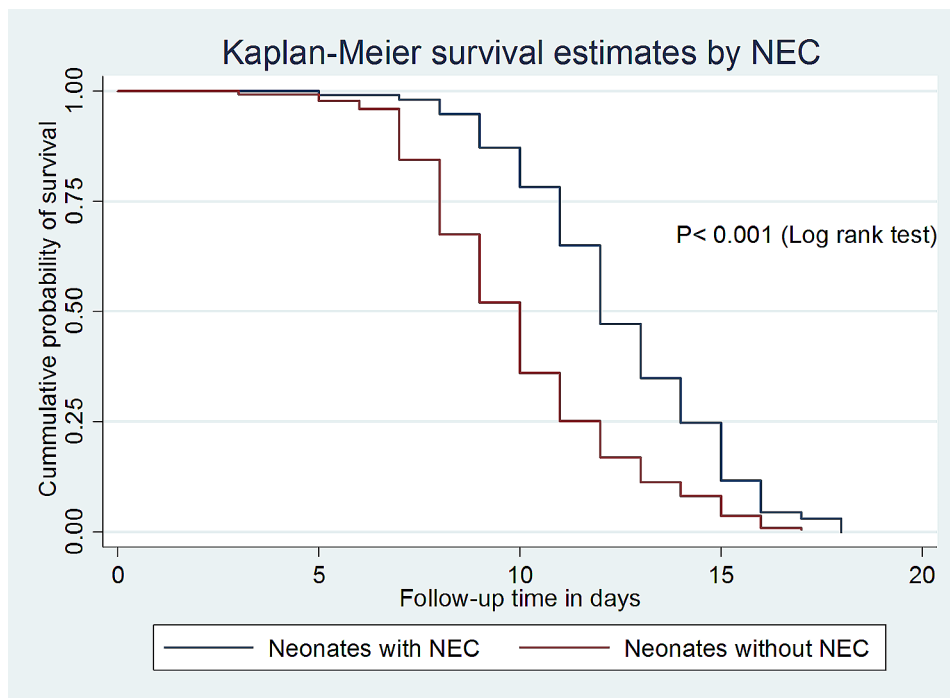 Kaplan-Meier survival estimates by NEC
Cummulative probability of survival
1.00
0.75
0.50
0.25
0.00
P< 0.001 (Log rank test)
0 5 10 15 20
Follow-up time in days
Neonates with NEC Neonates without NEC